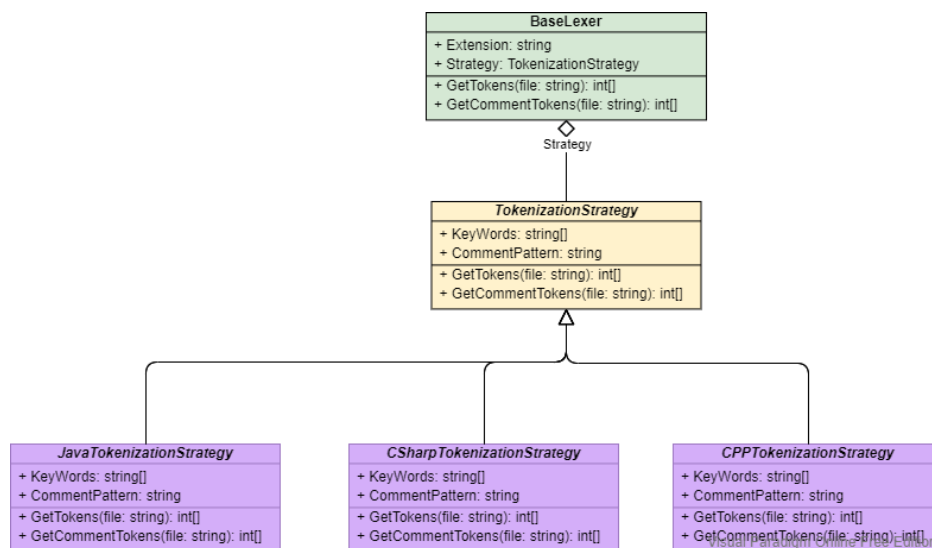 BaseLexer
+ Extension: string
+ Strategy: TokenizationStrategy
+ GetTokens(file: string): int[]
+ GetCommentTokens(file: string): int[]
Strategy
TokenizationStrategy
+ KeyWords: string[]
+ CommentPattern: string
+ GetTokens(file: string): int[]
+ GetCommentTokens(file: string): int[]
JavaTokenizationStrategy
+ KeyWords: string[]
+ CommentPattern: string
+ GetTokens(file: string): int[]
+ GetCommentTokens(file: string): int[]
CSharpTokenizationStrategy
+ KeyWords: string[]
+ CommentPattern: string
+ GetTokens(file: string): int[]
+ GetCommentTokens(file: string): int[]
CPPTokenizationStrategy
+ KeyWords: string[]
+ CommentPattern: string
+ GetTokens(file: string): int[]
+ GetCommentTokens(file: string): int[]
Visual Paradigm Online Free Edition